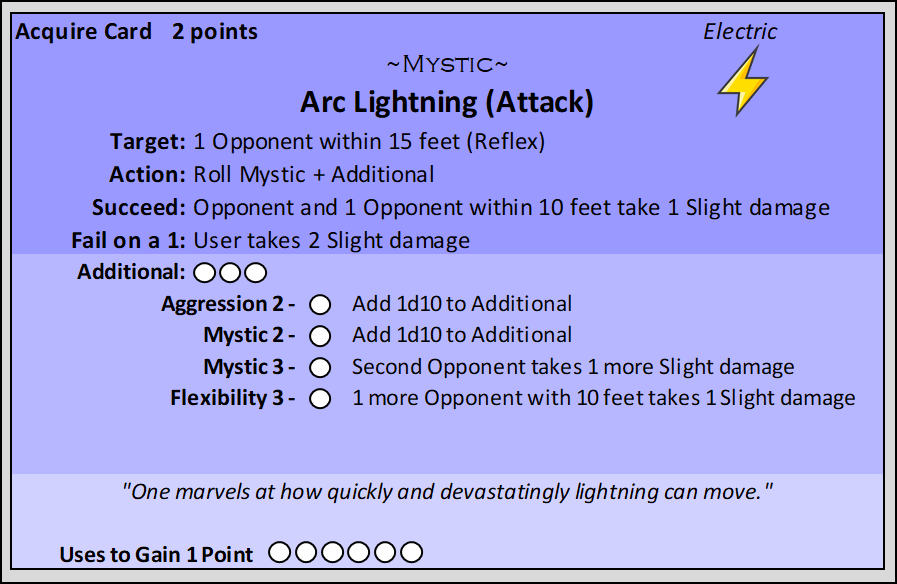 Acquire Card 2 points Electric
~Mystic~
Arc Lightning (Attack)
Target: 1 Opponent within 15 feet (Reflex)
Action: Roll Mystic + Additional
Succeed: Opponent and 1 Opponent within 10 feet take 1 Slight damage
Fail on a 1: User takes 2 Slight damage
Additional:
Aggression 2 - Add 1d10 to Additional
Mystic 2 - Add 1d10 to Additional
Mystic 3 - Second Opponent takes 1 more Slight damage
Flexibility 3 - 1 more Opponent with 10 feet takes 1 Slight damage
"One marvels at how quickly and devastatingly lightning can move."
Uses to Gain 1 Point